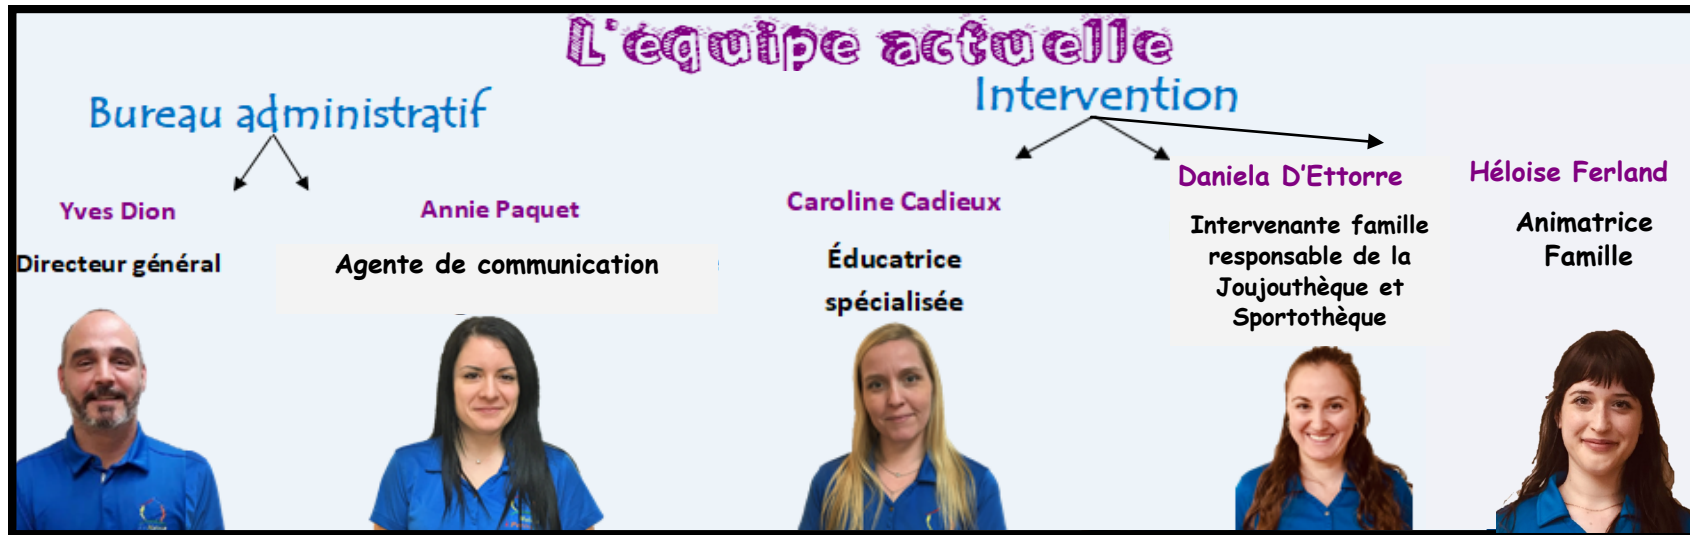 L'équipe actuelle
Bureau administratif
Intervention
Yves Dion
Directeur général
Annie Paquet
Agente de communication
Caroline Cadieux
Éducatrice
spécialisée
Daniela D'Ettorre
Intervenante famille
responsable de la
Joujouthèque et
Sportothèque
Héloise Ferland
Animatrice
Famille